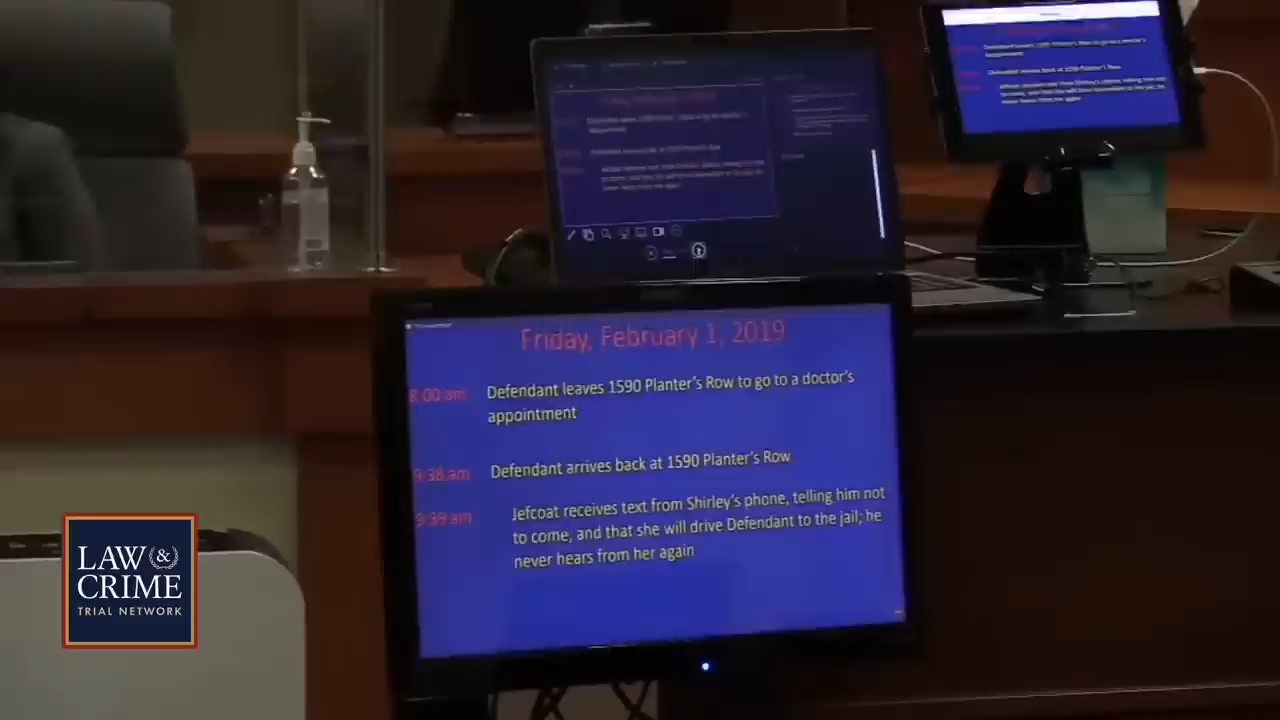 Friday, February 1, 2019
8:00 am
Defendant leaves 1590 Planter's Row to go to a doctor's
appointment
9:38 am
Defendant arrives back at 1590 Planter's Row
9:39 am
Jefcoat receives text from Shirley's phone, telling him not
to come, and that she will drive Defendant to the jail; he
never hears from her again
LAW &
CRIME
TRIAL NETWORK